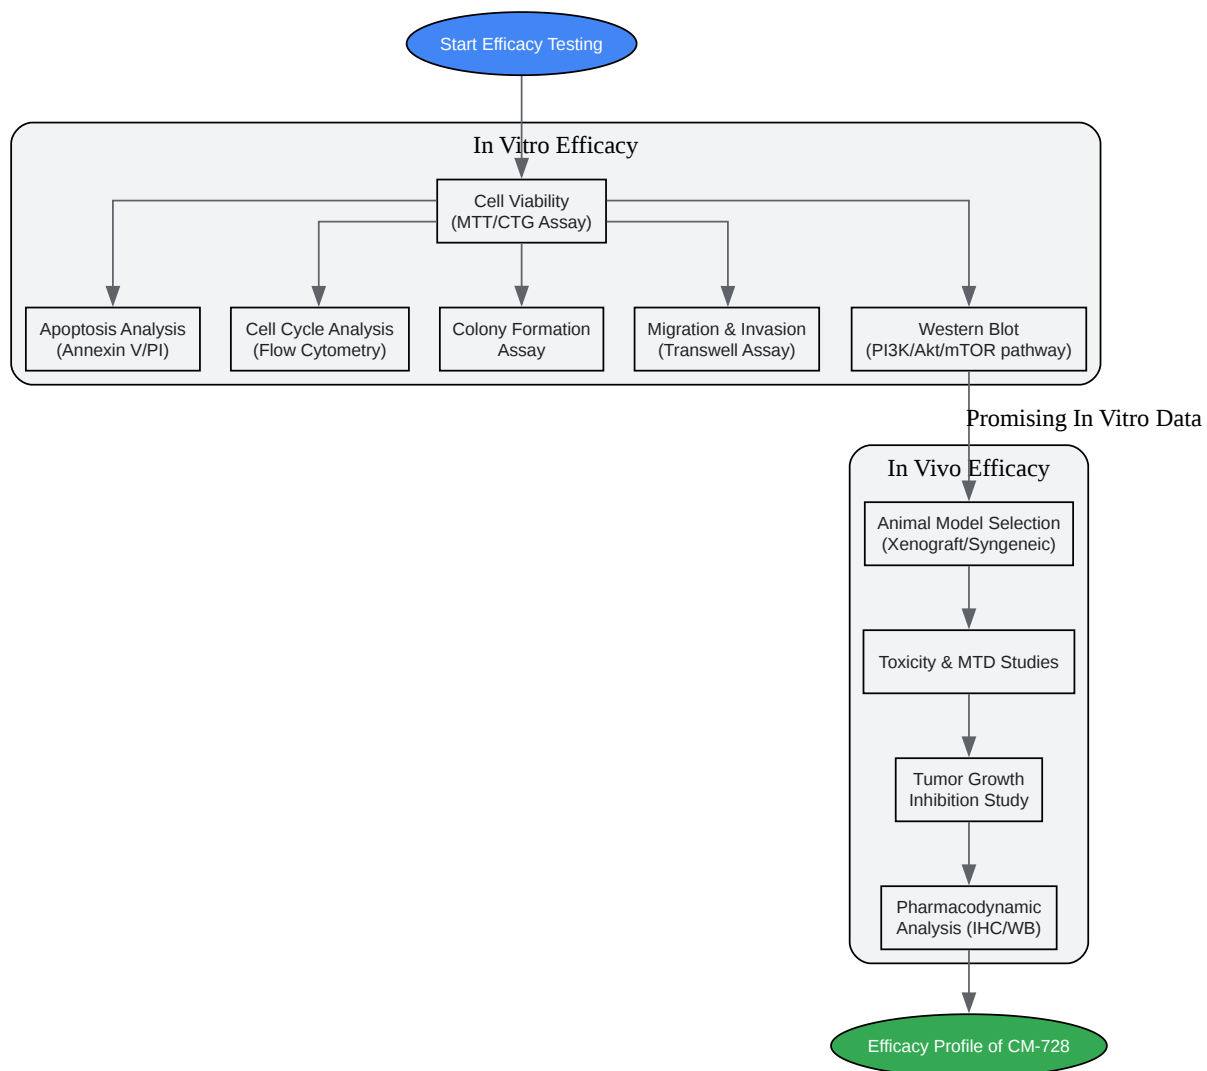 Start Efficacy Testing
In Vitro Efficacy
Cell Viability
(MTT/CTG Assay)
Apoptosis Analysis
(Annexin V/PI)
Cell Cycle Analysis
(Flow Cytometry)
Colony Formation
Assay
Migration & Invasion
(Transwell Assay)
Western Blot
(PI3K/Akt/mTOR pathway)
Promising In Vitro Data
In Vivo Efficacy
Animal Model Selection
(Xenograft/Syngeneic)
Toxicity & MTD Studies
Tumor Growth
Inhibition Study
Pharmacodynamic
Analysis (IHC/WB)
Efficacy Profile of CM-728